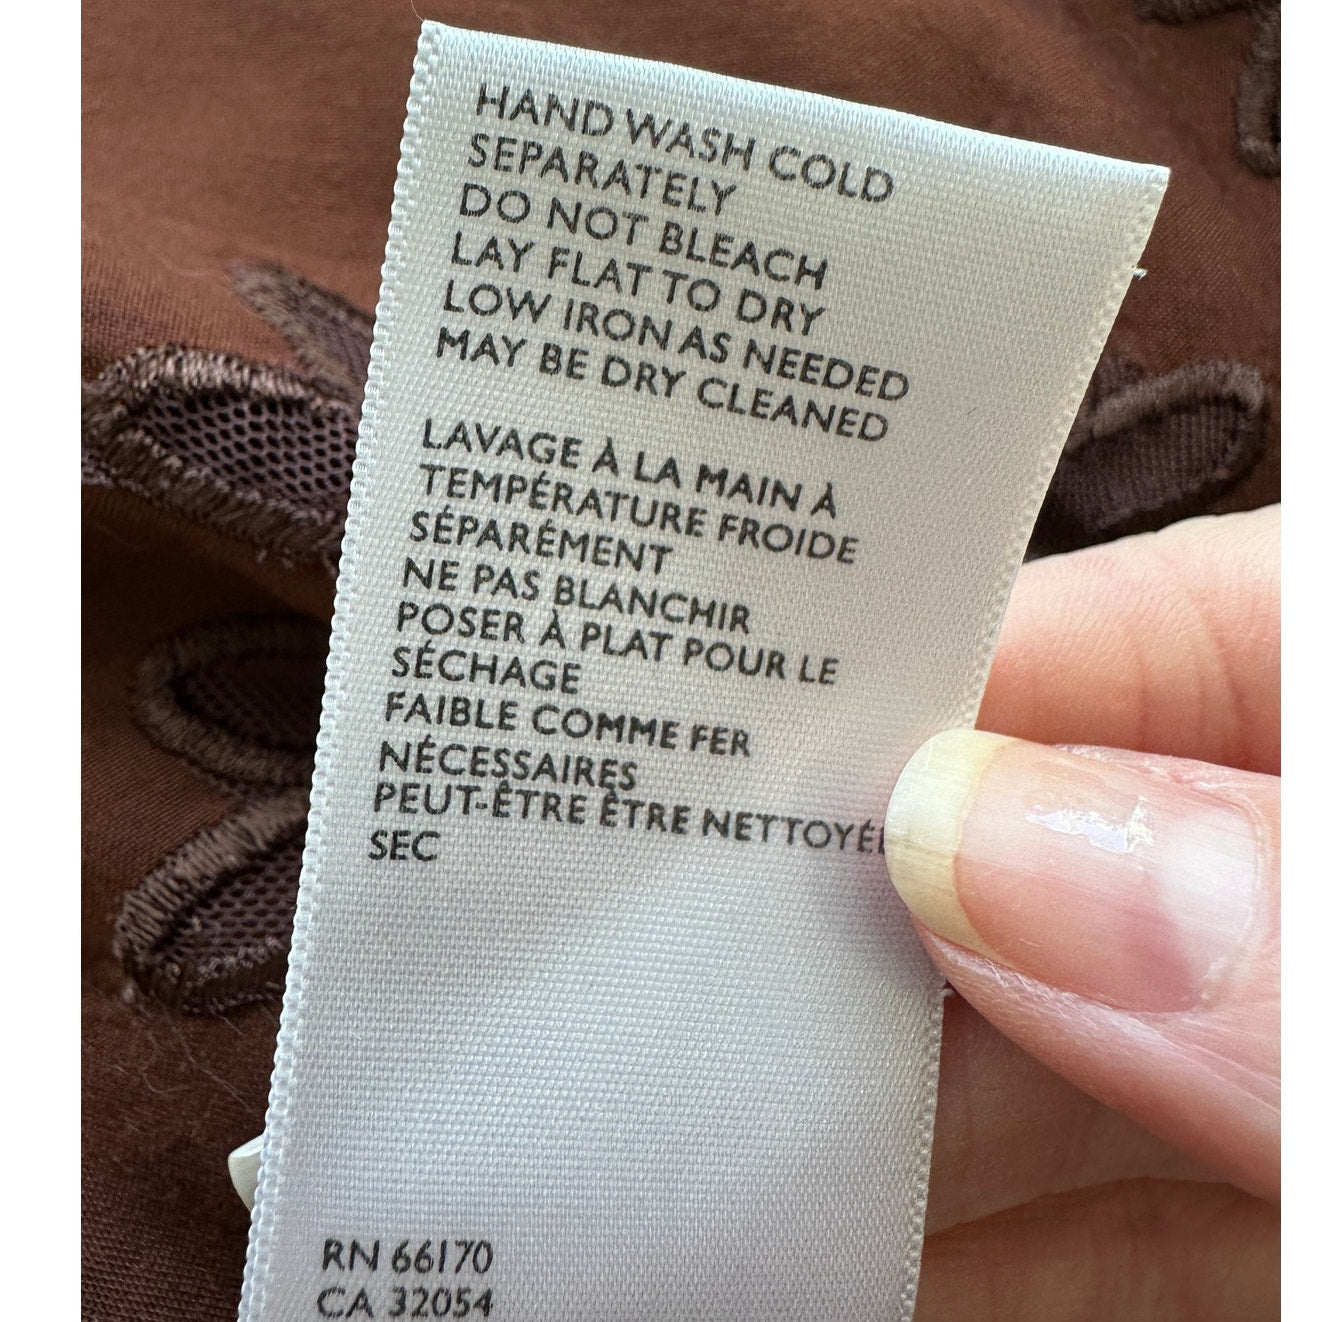 HAND WASH COLD
SEPARATELY
DO NOT BLEACH
LAY FLAT TO DRY
LOW IRON AS NEEDED
MAY BE DRY CLEANED
LAVAGE À LA MAIN À
TEMPÉRATURE FROIDE
SÉPARÉMENT
NE PAS BLANCHIR
POSER À PLAT POUR LE
SÉCHAGE
FAIBLE COMME FER
NÉCESSAIRES
PEUT-ÊTRE ÊTRE
SEC
RN 66170
CA 32054